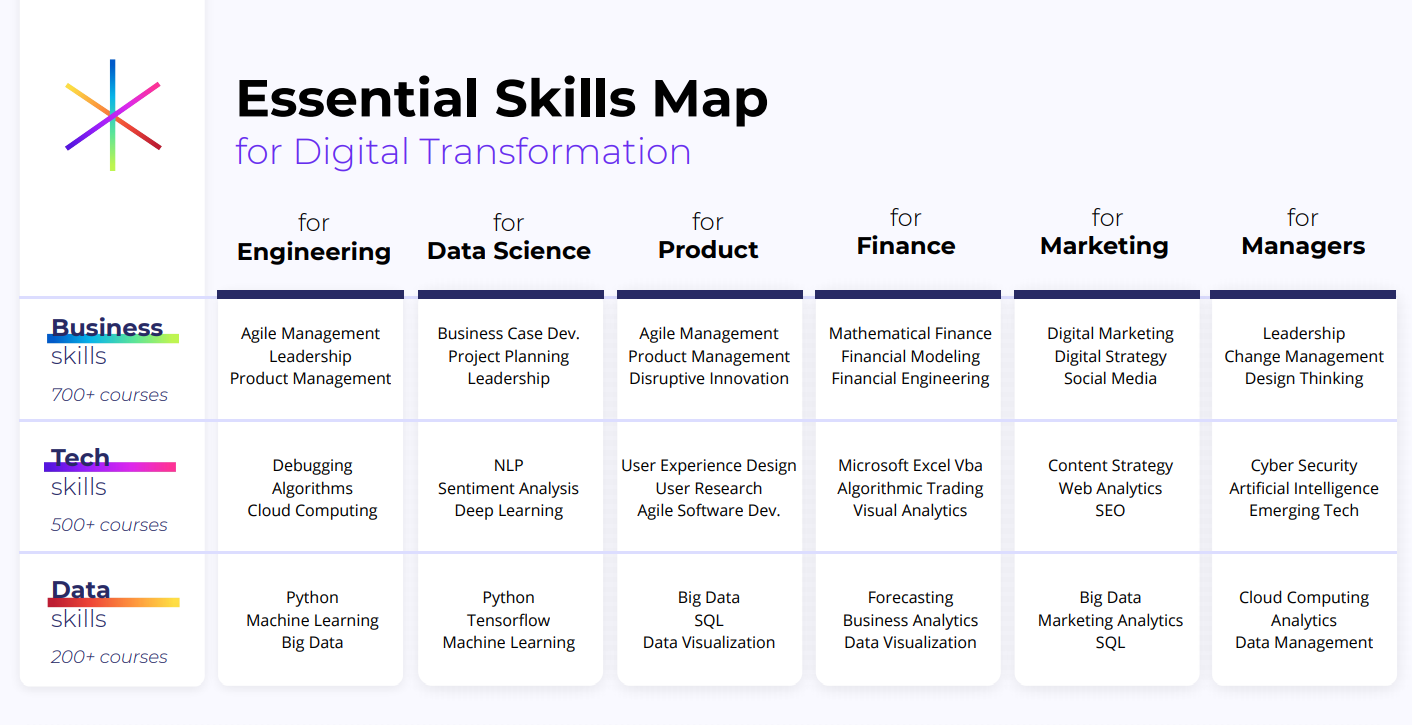 Essential Skills Map
for Digital Transformation
for
Engineering
for
Data Science
for
Product
for
Finance
for
Marketing
for
Managers
Business
skills
700+ courses
Agile Management
Leadership
Product Management
Business Case Dev.
Project Planning
Leadership
Agile Management
Product Management
Disruptive Innovation
Mathematical Finance
Financial Modeling
Financial Engineering
Digital Marketing
Digital Strategy
Social Media
Leadership
Change Management
Design Thinking
Tech
skills
500+ courses
Debugging
Algorithms
Cloud Computing
NLP
Sentiment Analysis
Deep Learning
User Experience Design
User Research
Agile Software Dev.
Microsoft Excel Vba
Algorithmic Trading
Visual Analytics
Content Strategy
Web Analytics
SEO
Cyber Security
Artificial Intelligence
Emerging Tech
Data
skills
200+ courses
Python
Machine Learning
Big Data
Python
Tensorflow
Machine Learning
Big Data
SQL
Data Visualization
Forecasting
Business Analytics
Data Visualization
Big Data
Marketing Analytics
SQL
Cloud Computing
Analytics
Data Management